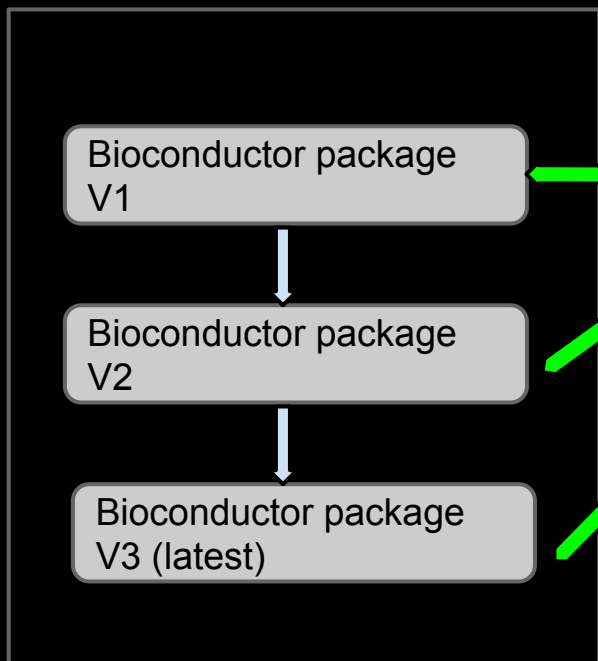 Bioconductor package
V1
Bioconductor package
V2
Bioconductor package
V3 (latest)